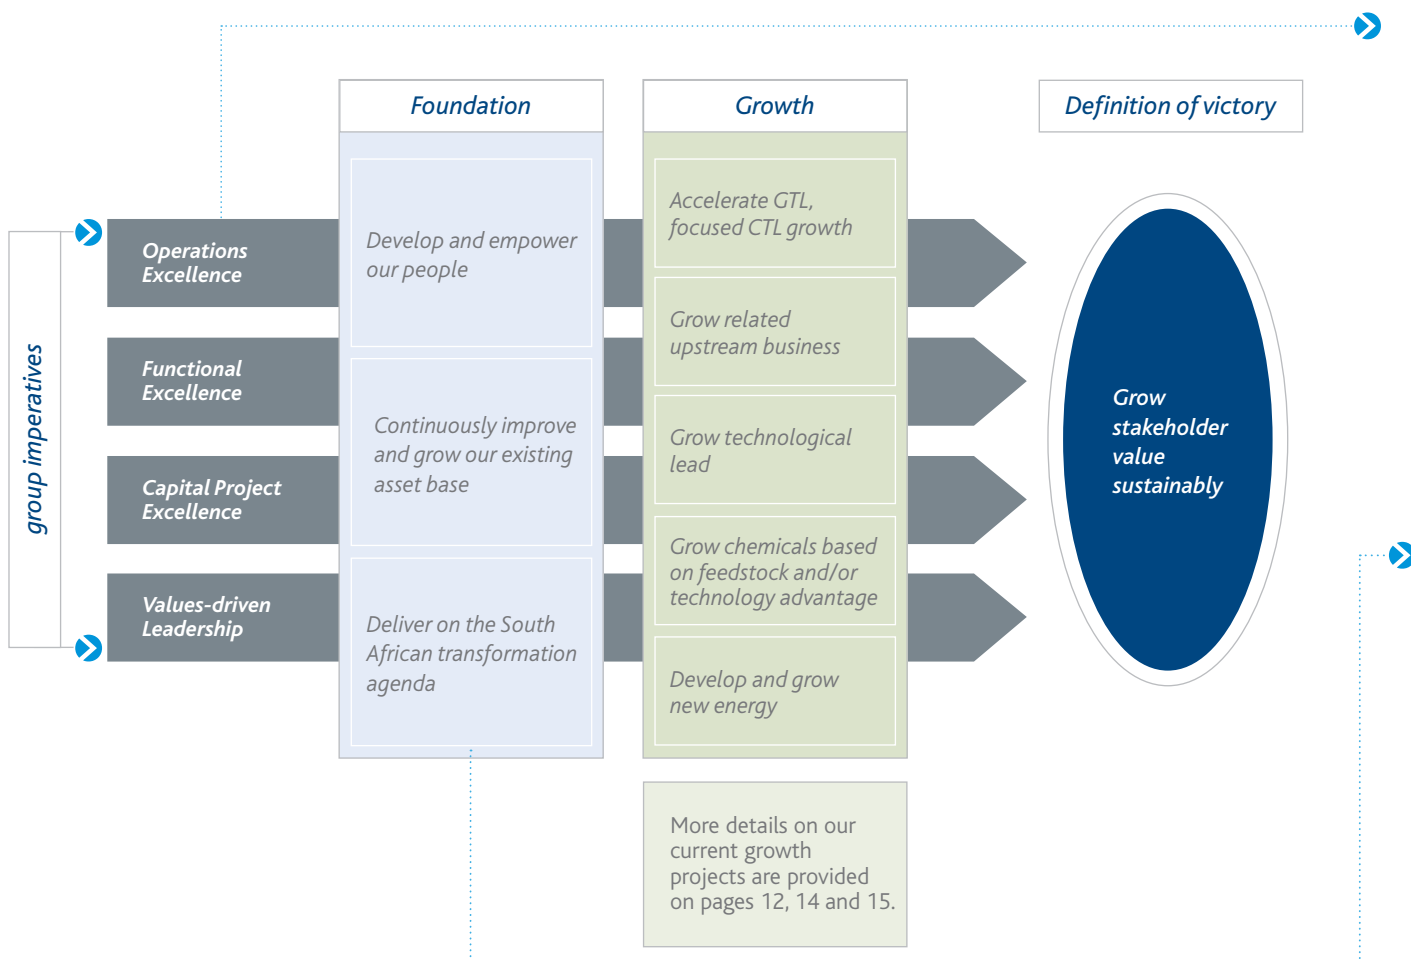 Foundation
Growth
Definition of victory
group imperatives
Operations
Excellence
Functional
Excellence
Capital Project
Excellence
Values-driven
Leadership
Develop and empower
our people
Continuously improve
and grow our existing
asset base
Deliver on the South
African transformation
agenda
Accelerate GTL,
focused CTL growth
Grow related
upstream business
Grow technological
lead
Grow chemicals based
on feedstock and/or
technology advantage
Develop and grow
new energy
Grow
stakeholder
value
sustainably
More details on our
current growth
projects are provided
on pages 12, 14 and 15.